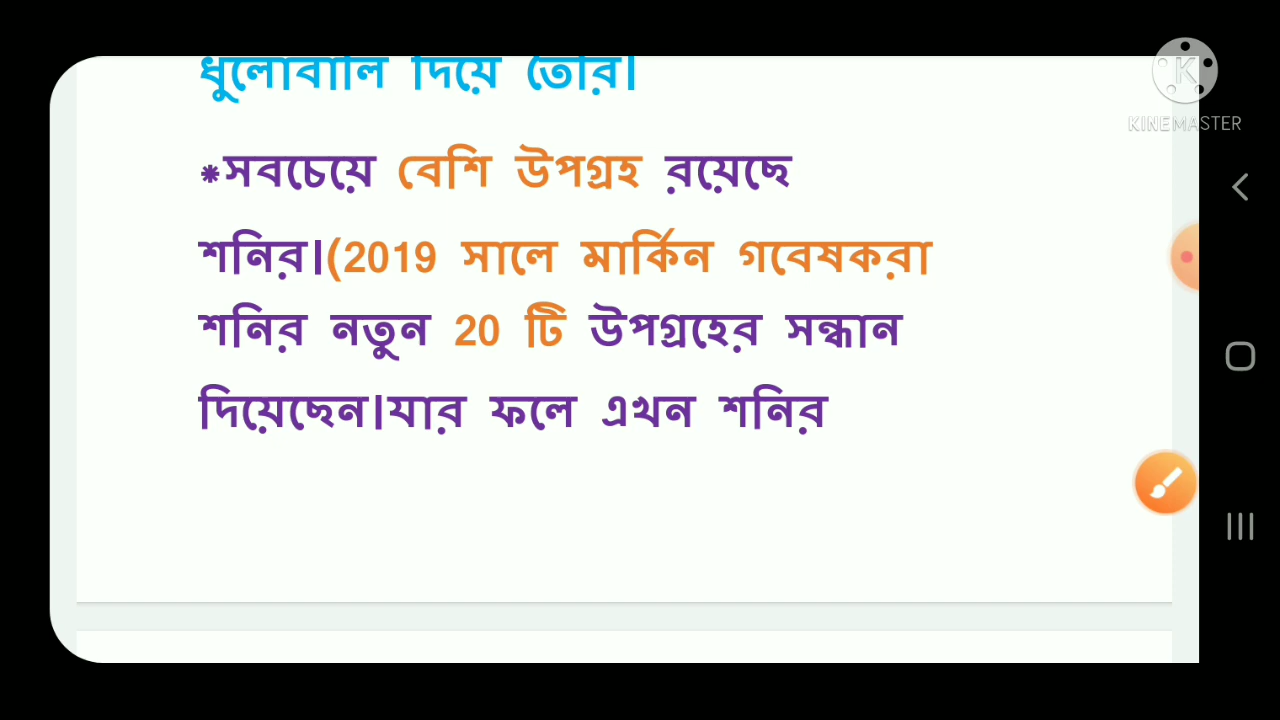 ধুলোবালি দিয়ে তৈরি।
*সবচেয়ে বেশি উপগ্রহ রয়েছে
শনির।(2019 সালে মার্কিন গবেষকরা
শনির নতুন 20 টি উপগ্রহের সন্ধান
দিয়েছেন।যার ফলে এখন শনির
K
KINEMASTER